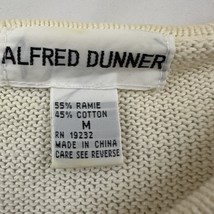 ALFRED DUNNER
55% RAMIE
45% COTTON
M
RN 19232
MADE IN CHINA
CARE SEE REVERSE